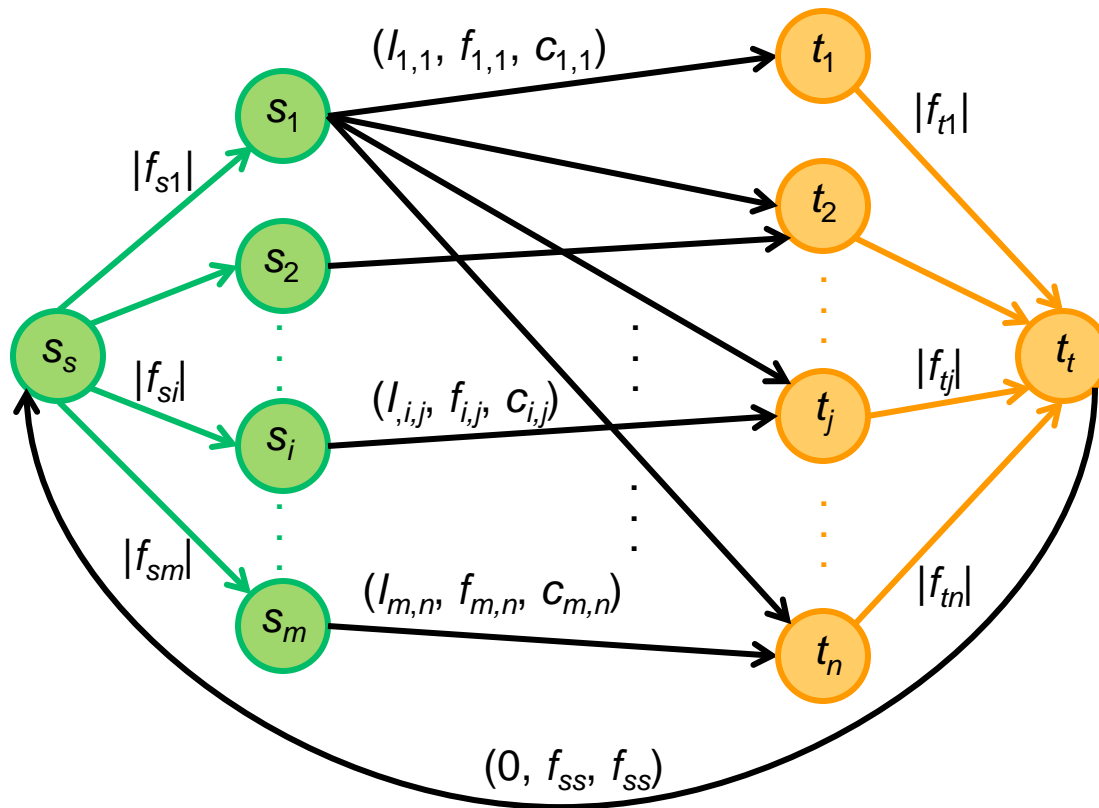 (l1,1, f1,1, c1,1)
t1
s1
|ft1|
|fs1|
t2
s2
ss
tt
|fsi|
|ftj|
(l,i,j, fi,j, ci,j)
tj
si
|fsm|
(lm,n, fm,n, cm,n)
|ftn|
sm
tn
(0, fss, fss)